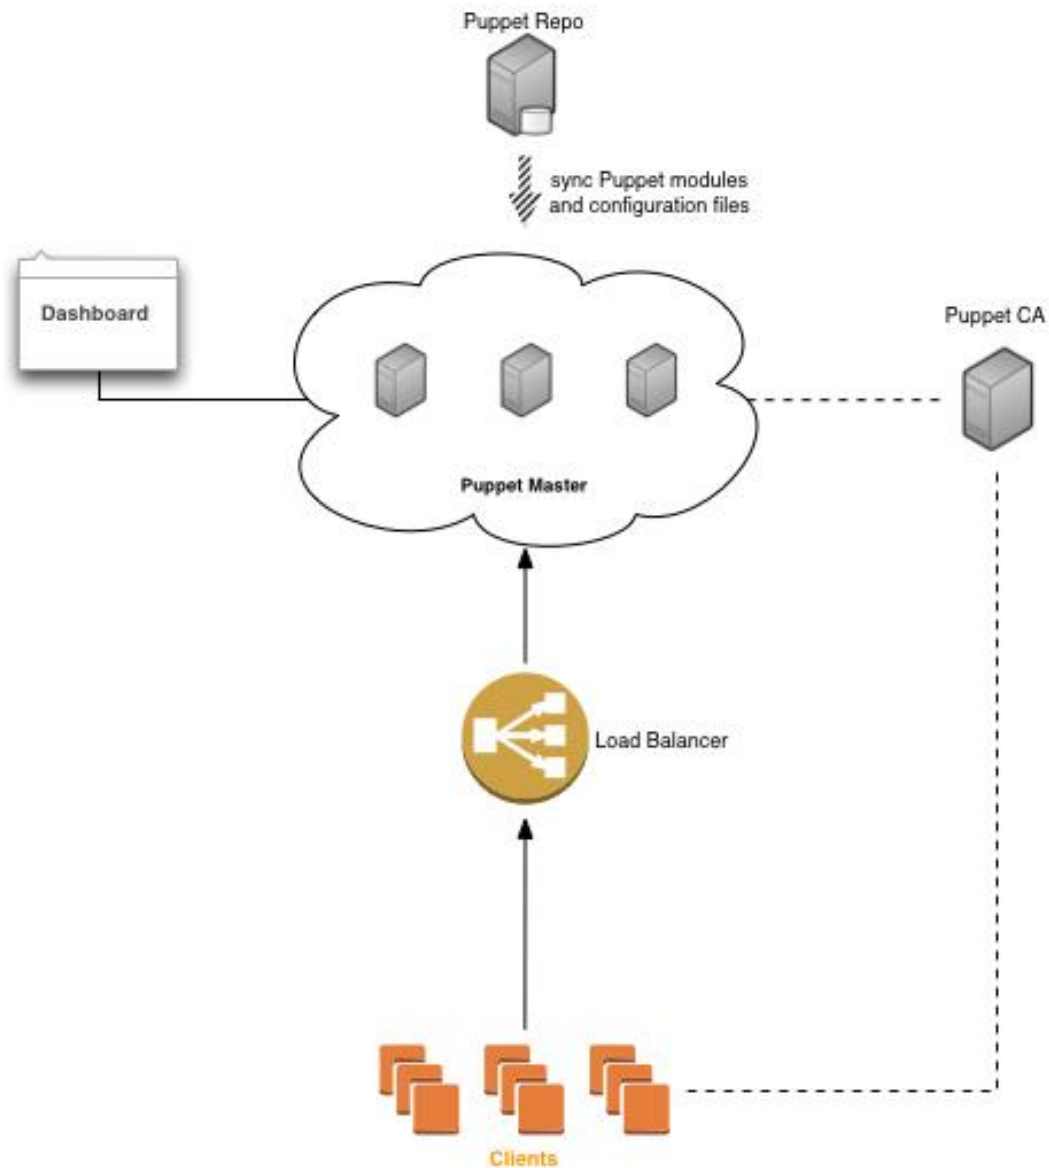 Puppet Repo
sync Puppet modules
and configuration files
Dashboard
Puppet CA
Puppet Master
Load Balancer
Clients